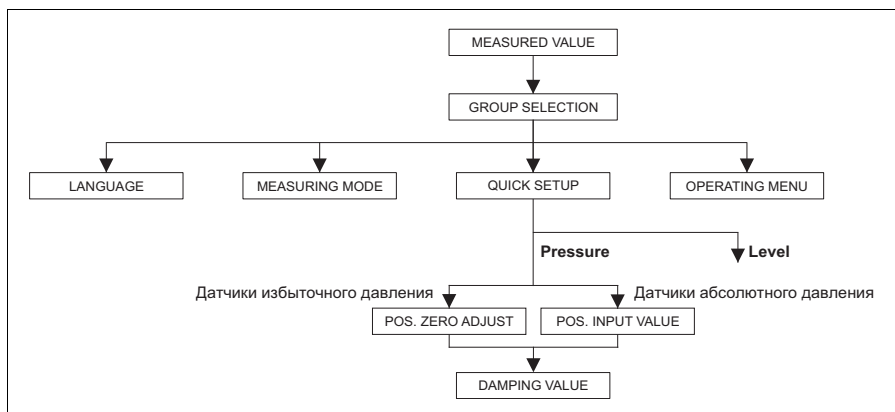 MEASURED VALUE
GROUP SELECTION
LANGUAGE
MEASURING MODE
QUICK SETUP
OPERATING MENU
Pressure
Level
Датчики избыточного давления
Датчики абсолютного давления
POS. ZERO ADJUST
POS. INPUT VALUE
DAMPING VALUE